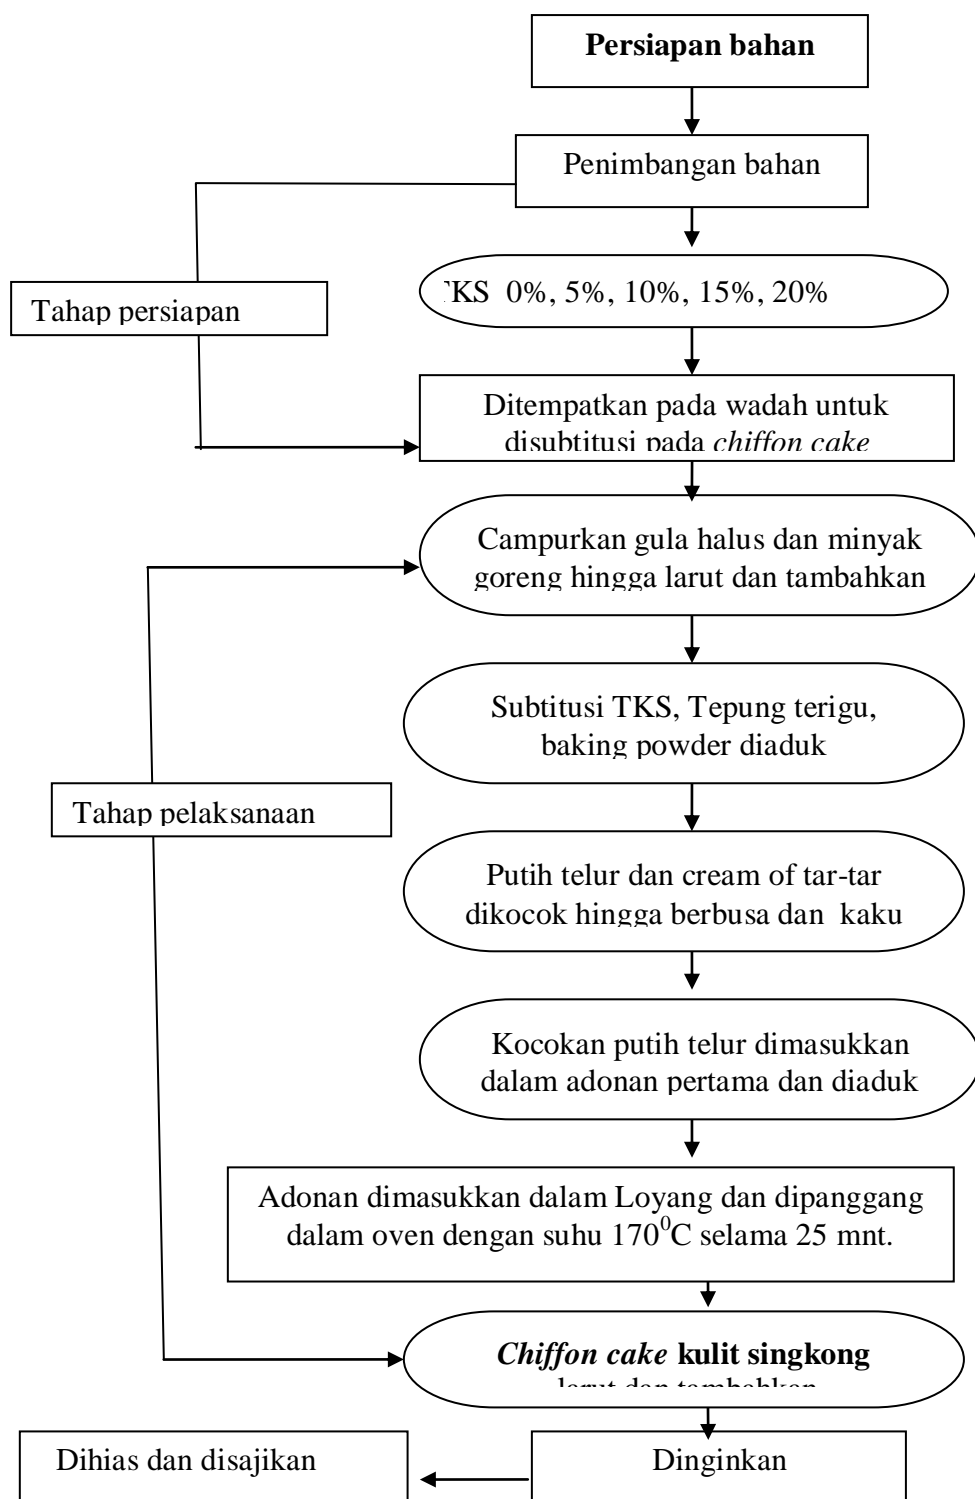 Persiapan bahan
Penimbangan bahan
TKS 0%, 5%, 10%, 15%, 20%
Tahap persiapan
Ditempatkan pada wadah untuk
disubtitusi pada chiffon cake
Campurkan gula halus dan minyak
goreng hingga larut dan tambahkan
Subtitusi TKS, Tepung terigu,
baking powder diaduk
Tahap pelaksanaan
Putih telur dan cream of tar-tar
dikocok hingga berbusa dan kaku
Kocokan putih telur dimasukkan
dalam adonan pertama dan diaduk
Adonan dimasukkan dalam Loyang dan dipanggang
dalam oven dengan suhu 170⁰C selama 25 mnt.
Chiffon cake kulit singkong
larut dan tambahkan
Dihias dan disajikan
Dinginkan